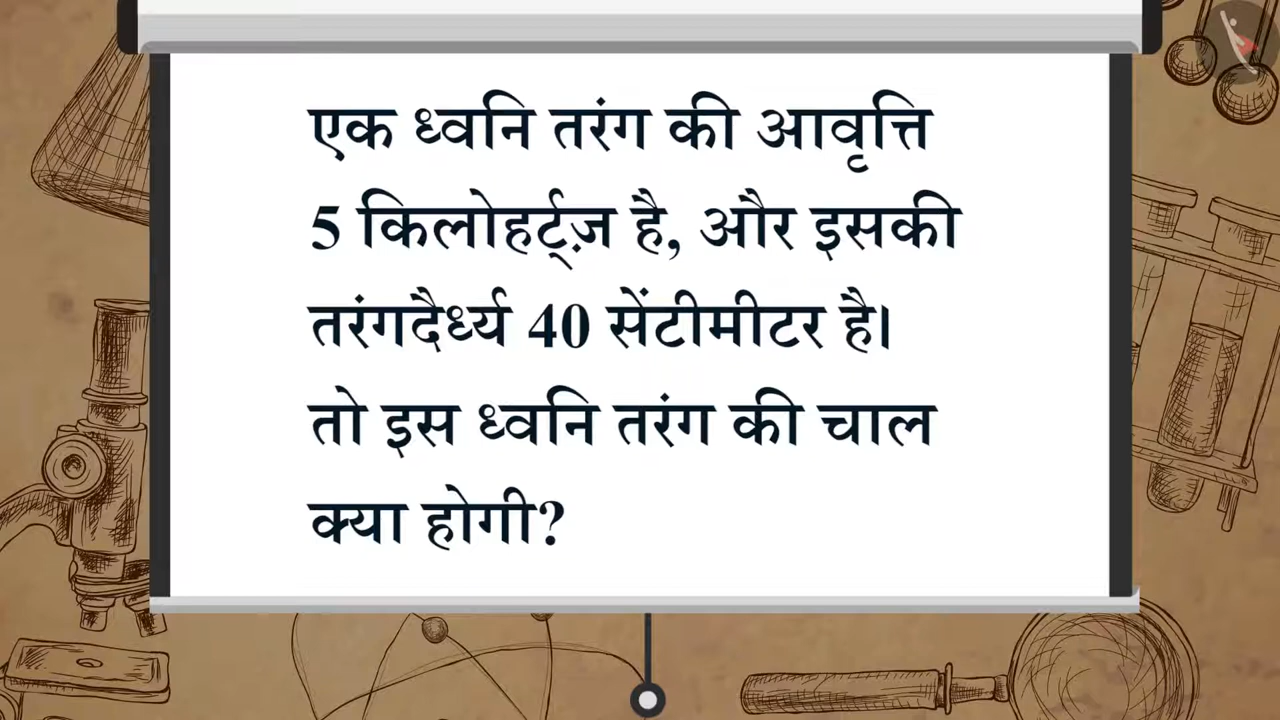 एक ध्वनि तरंग की आवृत्ति
5 किलोहर्ट्ज़ है, और इसकी
तरंगदैर्ध्य 40 सेंटीमीटर है।
तो इस ध्वनि तरंग की चाल
क्या होगी?